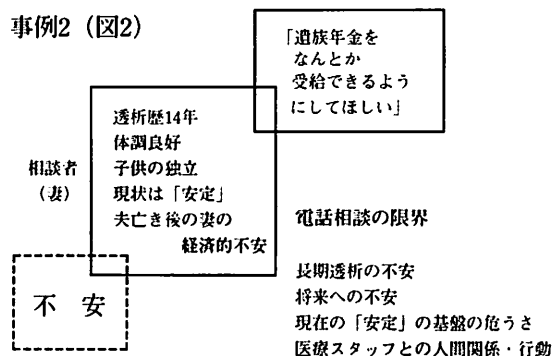 事例2（図2）
「遺族年金を
なんとか
受給できるよう
にしてほしい」
透析歴14年
体調良好
子供の独立
現状は「安定」
夫亡き後の妻の
経済的不安
相談者
（妻）
不 安
電話相談の限界
長期透析の不安
将来への不安
現在の「安定」の基盤の危うさ
医療スタッフとの人間関係・行動